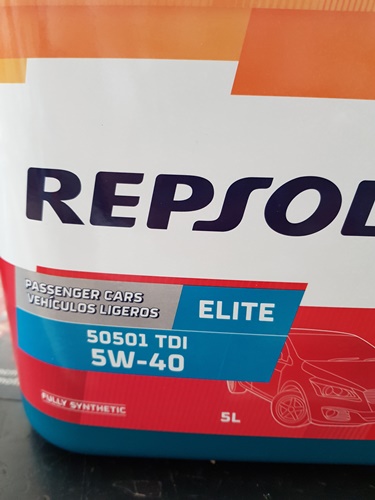 REPSOL
PASSENGER CARS
VEHÍCULOS LIGEROS
ELITE
50501 TDI
5W-40
FULLY SYNTHETIC
5L